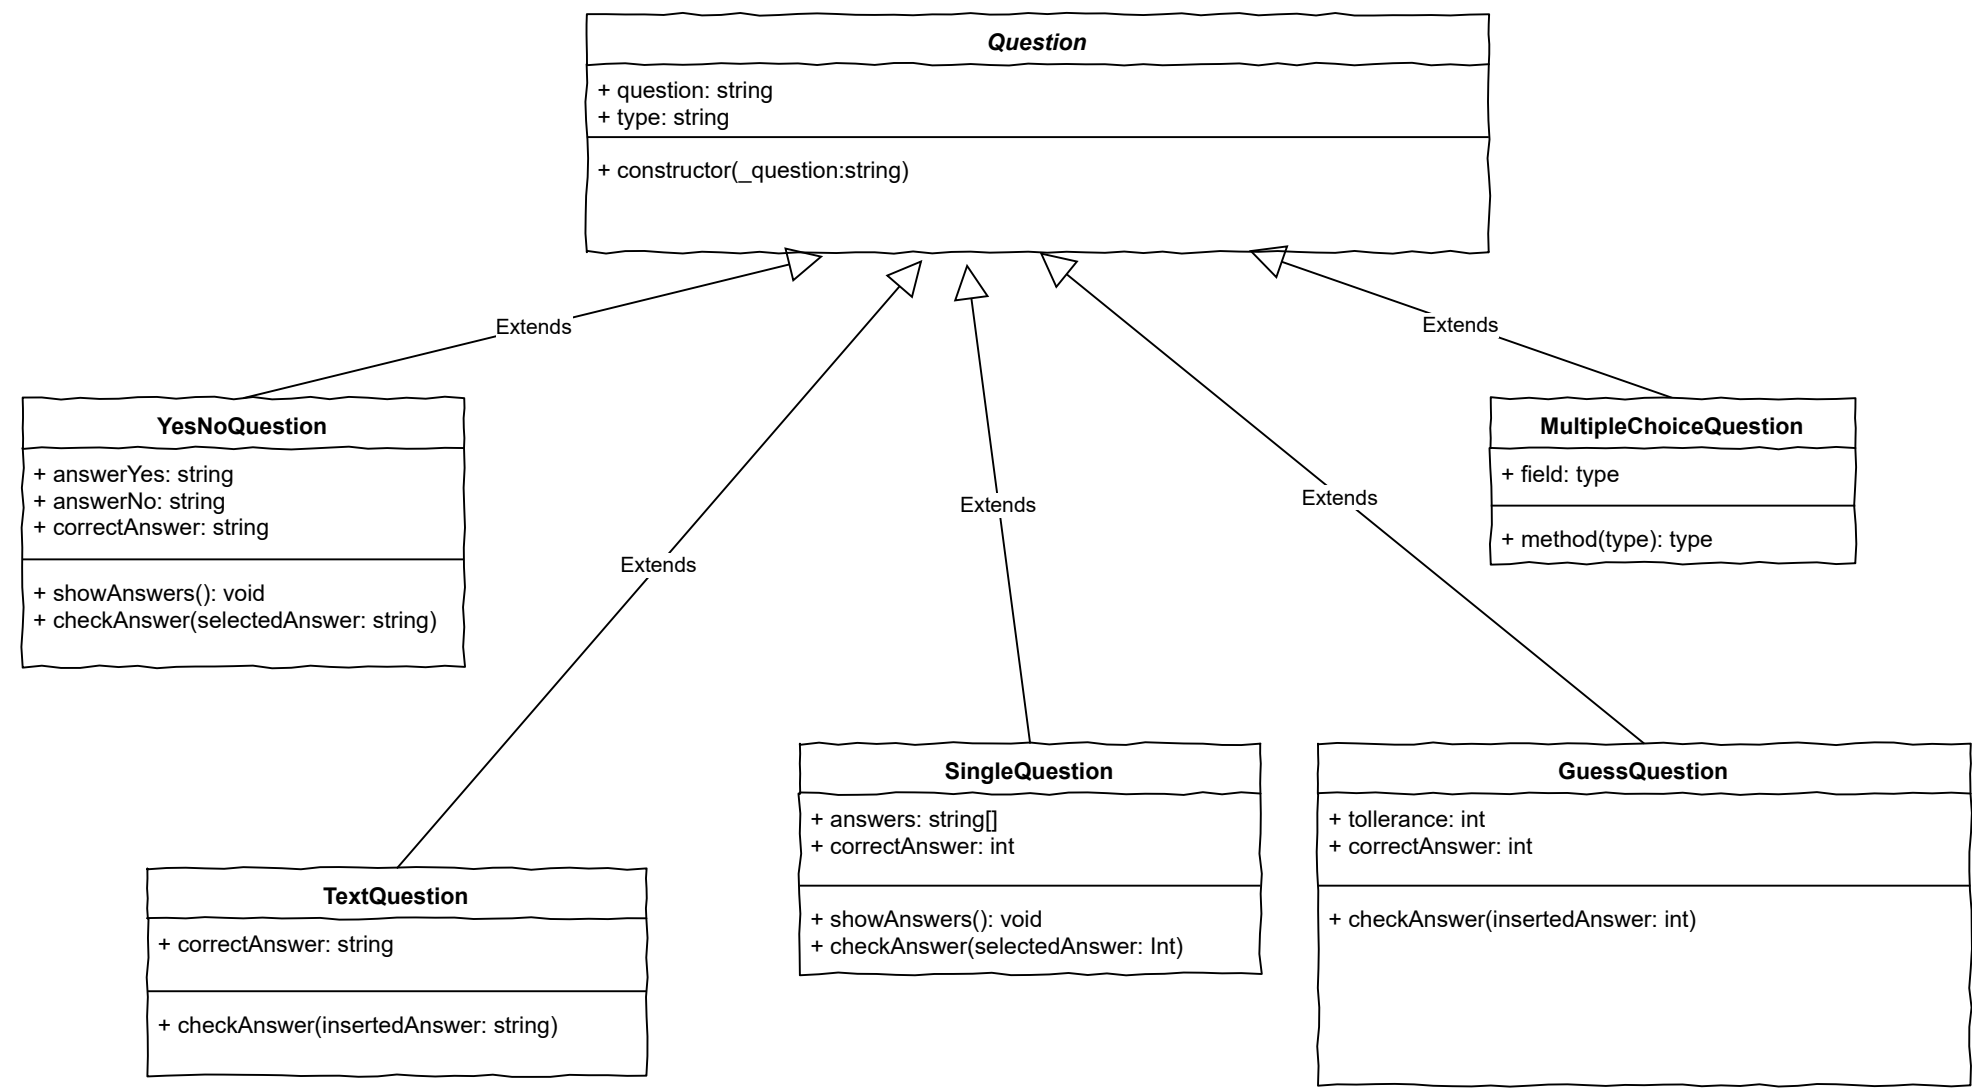 Question
+ question: string
+ type: string
+ constructor(_question:string)
Extends
Extends
Extends
Extends
Extends
YesNoQuestion
+ answerYes: string
+ answerNo: string
+ correctAnswer: string
+ showAnswers(): void
+ checkAnswer(selectedAnswer: string)
MultipleChoiceQuestion
+ field: type
+ method(type): type
TextQuestion
+ correctAnswer: string
+ checkAnswer(insertedAnswer: string)
SingleQuestion
+ answers: string[]
+ correctAnswer: int
+ showAnswers(): void
+ checkAnswer(selectedAnswer: Int)
GuessQuestion
+ tollerance: int
+ correctAnswer: int
+ checkAnswer(insertedAnswer: int)